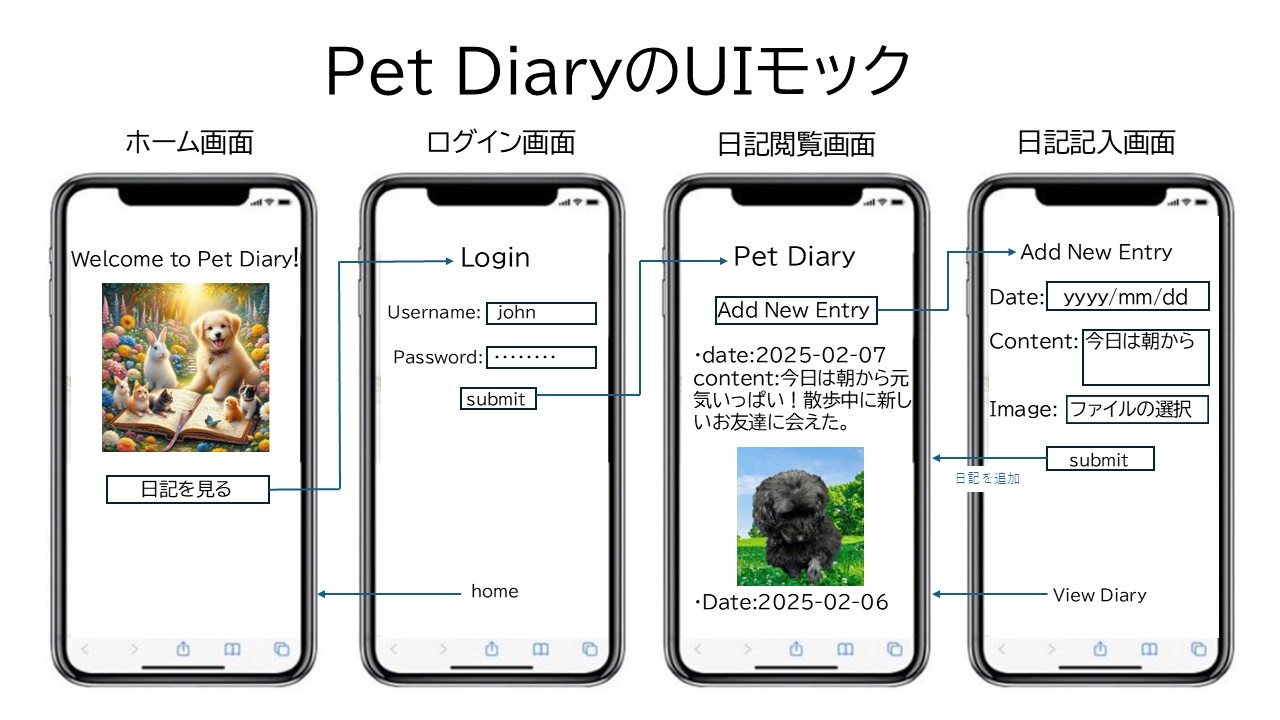 Pet DiaryのUIモック
ホーム画面
ログイン画面
日記閲覧画面
日記記入画面
Welcome to Pet Diary!
日記を見る
Login
Username: john
Password: ········
submit
home
Pet Diary
Add New Entry
・date:2025-02-07
content:今日は朝から元
気いっぱい！散歩中に新し
いお友達に会えた。
・Date:2025-02-06
Add New Entry
Date: yyyy/mm/dd
Content: 今日は朝から
Image: ファイルの選択
submit
日記を追加
View Diary